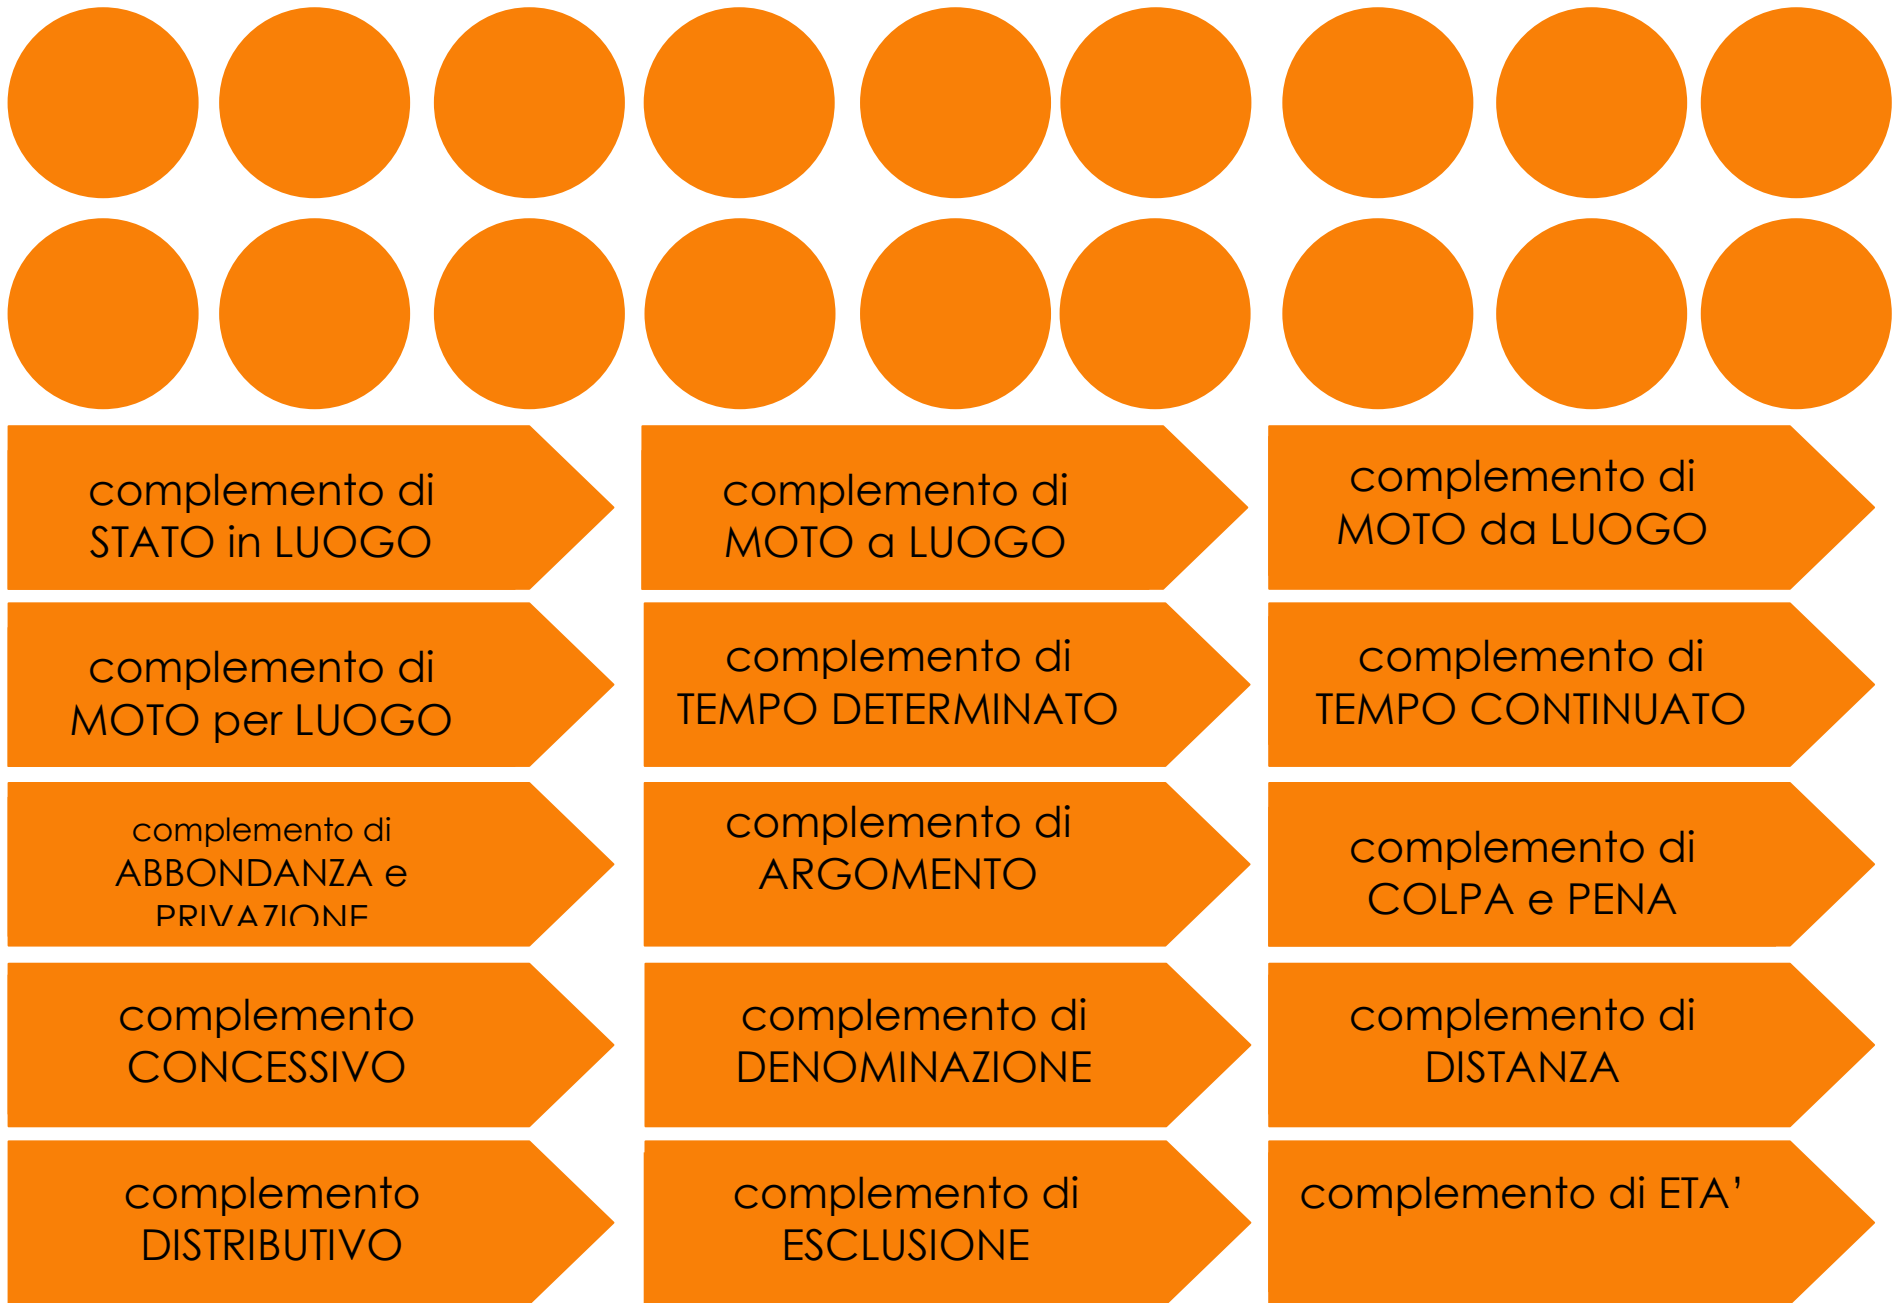 complemento di
STATO in LUOGO
complemento di
MOTO a LUOGO
complemento di
MOTO da LUOGO
complemento di
MOTO per LUOGO
complemento di
TEMPO DETERMINATO
complemento di
TEMPO CONTINUATO
complemento di
ABBONDANZA e
PRIVAZIONE
complemento di
ARGOMENTO
complemento di
COLPA e PENA
complemento
CONCESSIVO
complemento di
DENOMINAZIONE
complemento di
DISTANZA
complemento
DISTRIBUTIVO
complemento di
ESCLUSIONE
complemento di ETA’